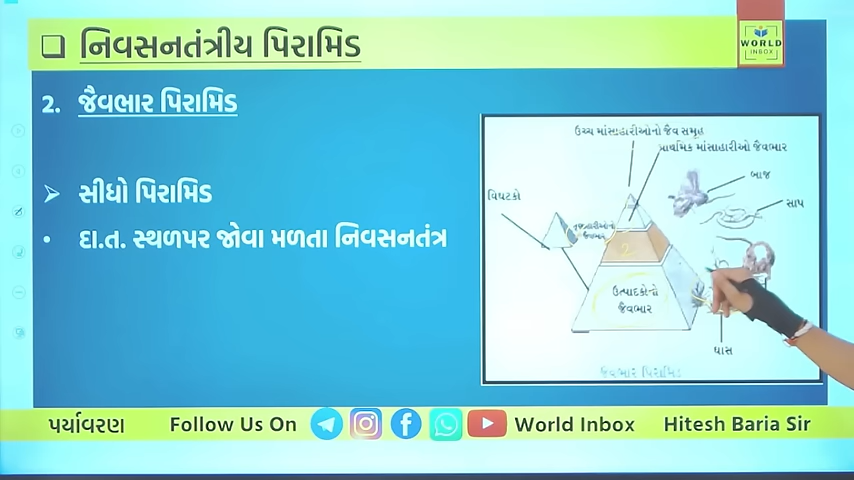 ❑ નિવસનતંત્રીય પિરામિડ
WORLD
INBOX
2. જૈવભાર પિરામિડ
➢ સીધો પિરામિડ
• દા.ત. સ્થળપર જોવા મળતા નિવસનતંત્ર
ઉચ્ચ માંસાહારીઓનો જૈવ સમૂહ
પ્રાથમિક માંસાહારીઓ જૈવભાર
બાજ
વિઘટકો
સાપ
2
ઉત્પાદકોનો
જૈવભાર
ઘાસ
જૈવભાર પિરામિડ
પર્યાવરણ Follow Us On World Inbox Hitesh Baria Sir